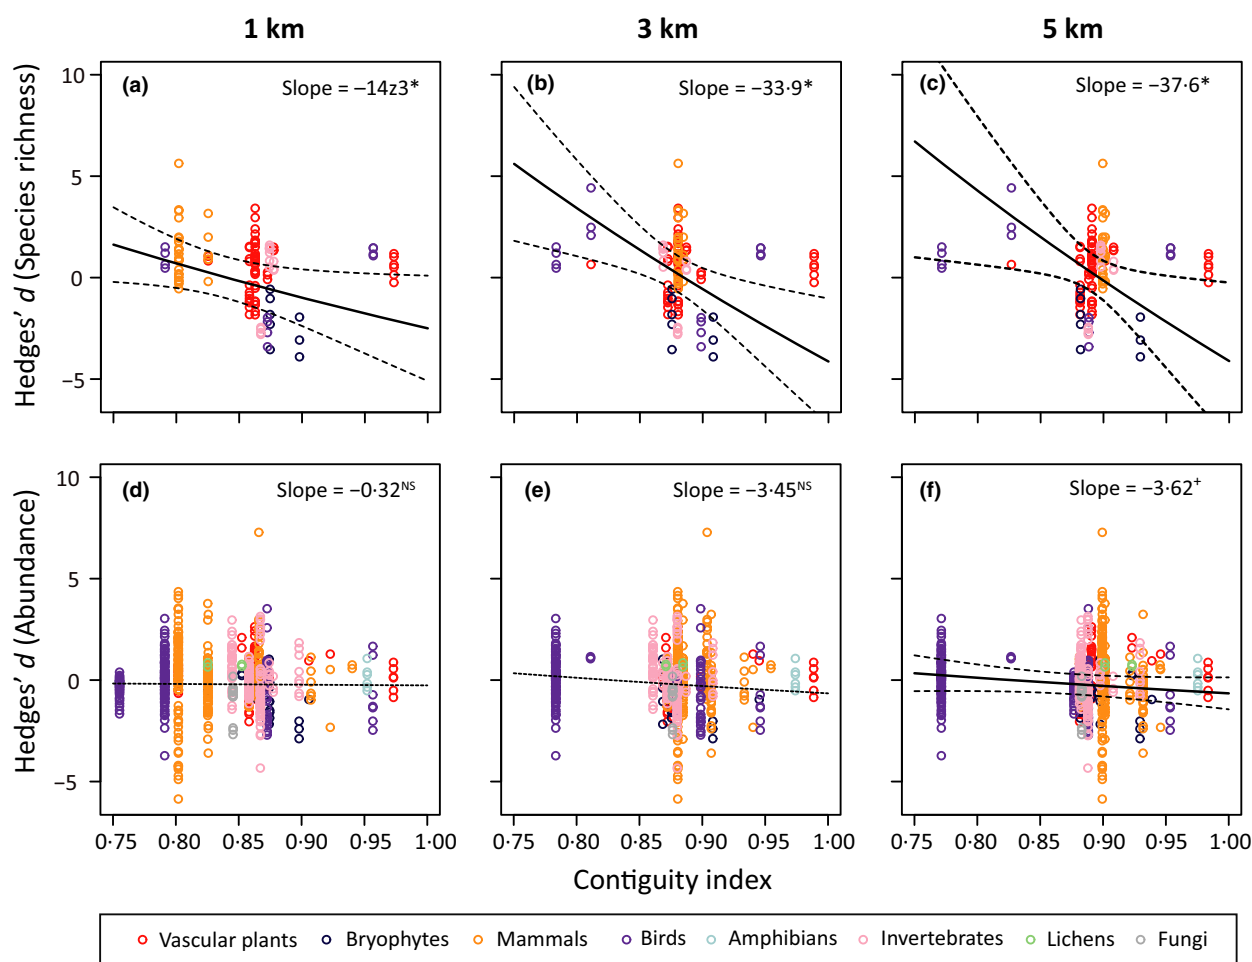 1 km 3 km 5 km
Hedges' d (Species richness)
10
5
0
−5
(a) Slope = −14z3*
(b) Slope = −33·9*
(c) Slope = −37·6*
Hedges' d (Abundance)
10
5
0
−5
(d) Slope = −0·32NS
(e) Slope = −3·45NS
(f) Slope = −3·62+
0·75 0·80 0·85 0·90 0·95 1·00 0·75 0·80 0·85 0·90 0·95 1·00 0·75 0·80 0·85 0·90 0·95 1·00
Contiguity index
Vascular plants Bryophytes Mammals Birds Amphibians Invertebrates Lichens Fungi